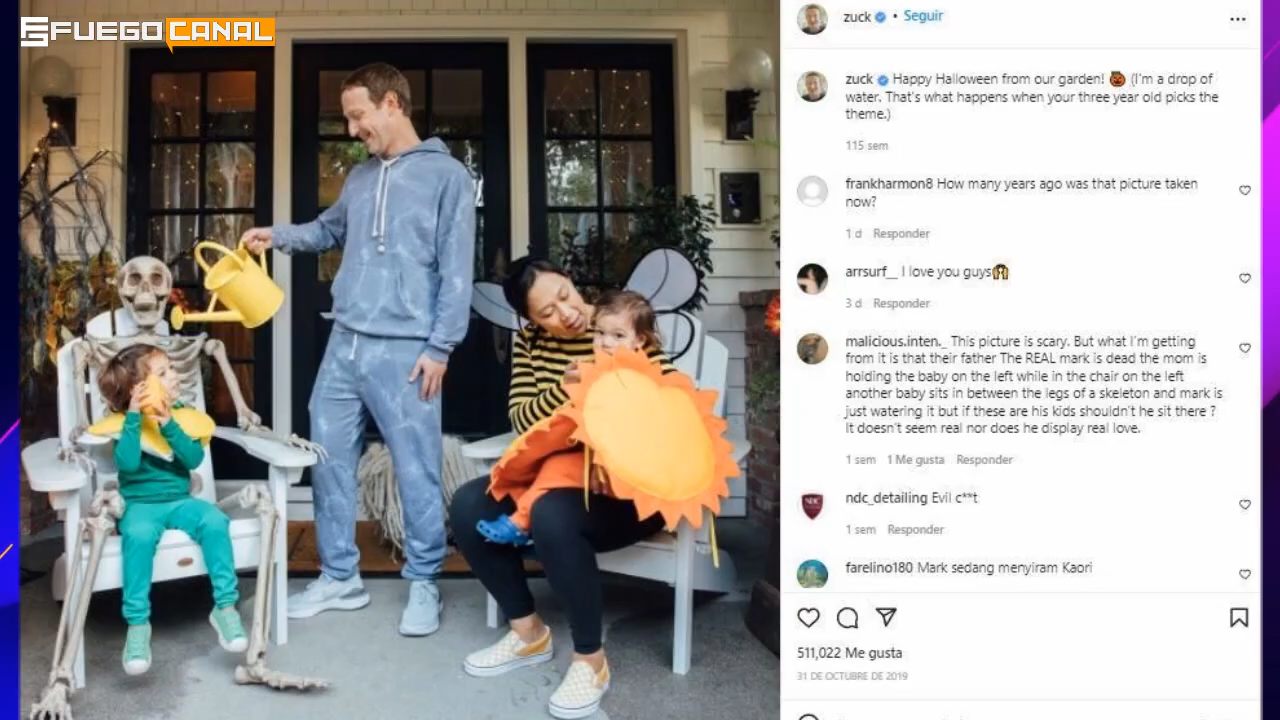 FUEGO CANAL
zuck • Seguir
zuck Happy Halloween from our garden! 🎃 (I'm a drop of
water. That's what happens when your three year old picks the
theme.)
115 sem
frankharmon8 How many years ago was that picture taken
now?
1 d Responder
arrsurf__ I love you guys🙌
3 d Responder
malicious.inten._ This picture is scary. But what I'm getting
from it is that their father The REAL mark is dead the mom is
holding the baby on the left while in the chair on the left
another baby sits in between the legs of a skeleton and mark is
just watering it but if these are his kids shouldn't he sit there ?
It doesn't seem real nor does he display real love.
1 sem 1 Me gusta Responder
NDC
ndc_detailing Evil c**t
1 sem Responder
farelino180 Mark sedang menyiram Kaori
511,022 Me gusta
31 DE OCTUBRE DE 2019